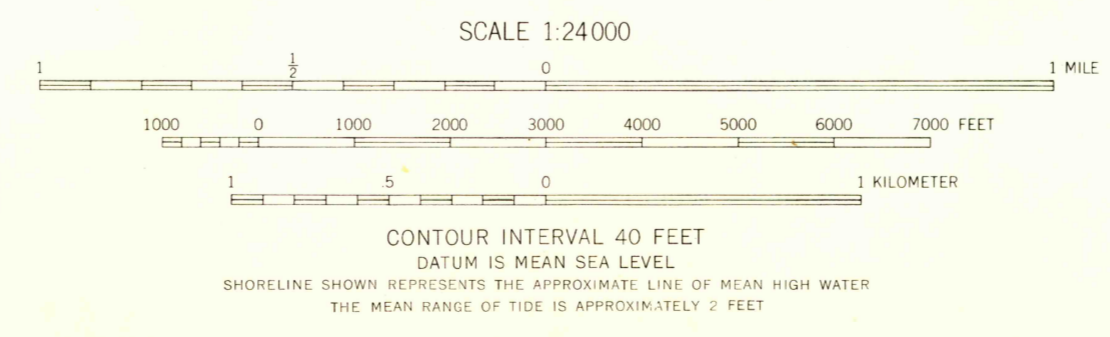 SCALE 1:24000
1 1/2 0 1 MILE
1000 0 1000 2000 3000 4000 5000 6000 7000 FEET
1 .5 0 1 KILOMETER
CONTOUR INTERVAL 40 FEET
DATUM IS MEAN SEA LEVEL
SHORELINE SHOWN REPRESENTS THE APPROXIMATE LINE OF MEAN HIGH WATER
THE MEAN RANGE OF TIDE IS APPROXIMATELY 2 FEET